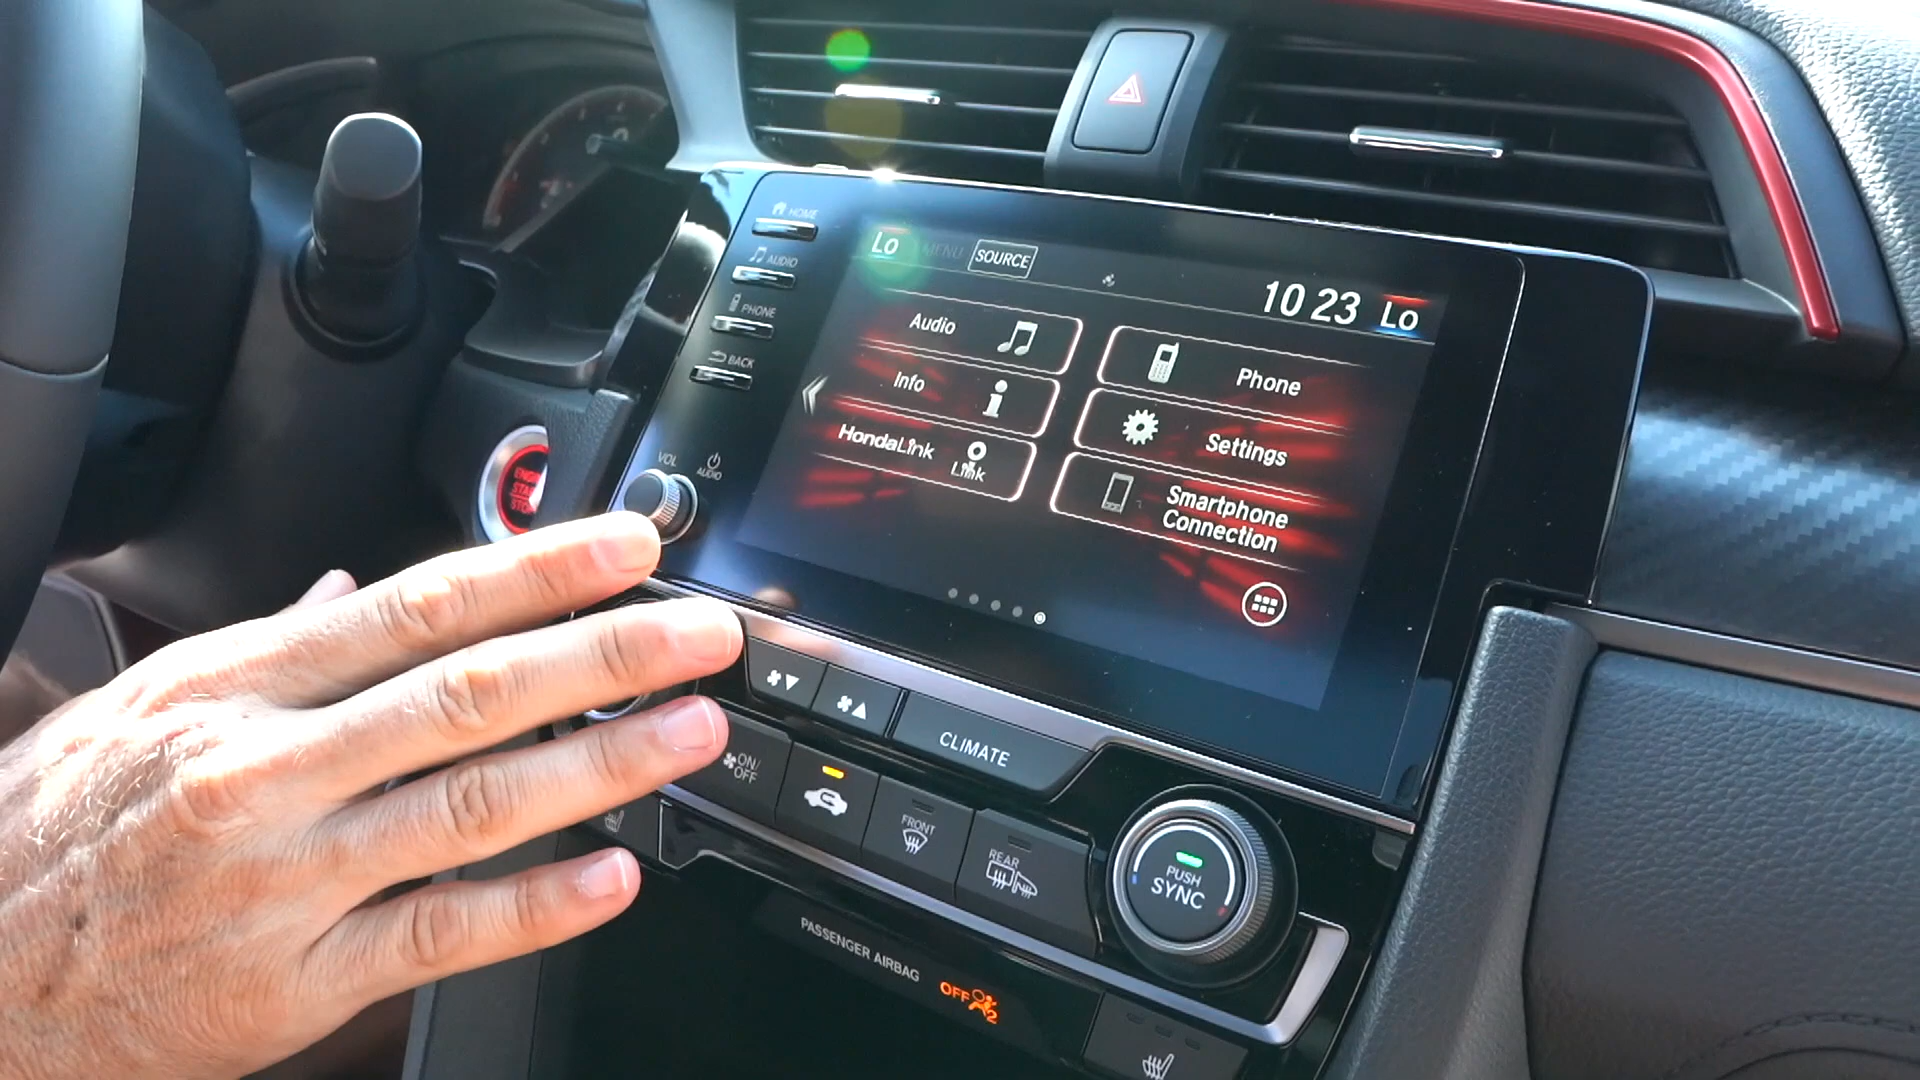 HOME
AUDIO
PHONE
BACK
VOL
AUDIO
Lo
MENU
SOURCE
10 23
Lo
Audio
Phone
Info
Settings
HondaLink
Link
Smartphone
Connection
CLIMATE
ON/
OFF
FRONT
REAR
PUSH
SYNC
PASSENGER AIRBAG
OFF
2